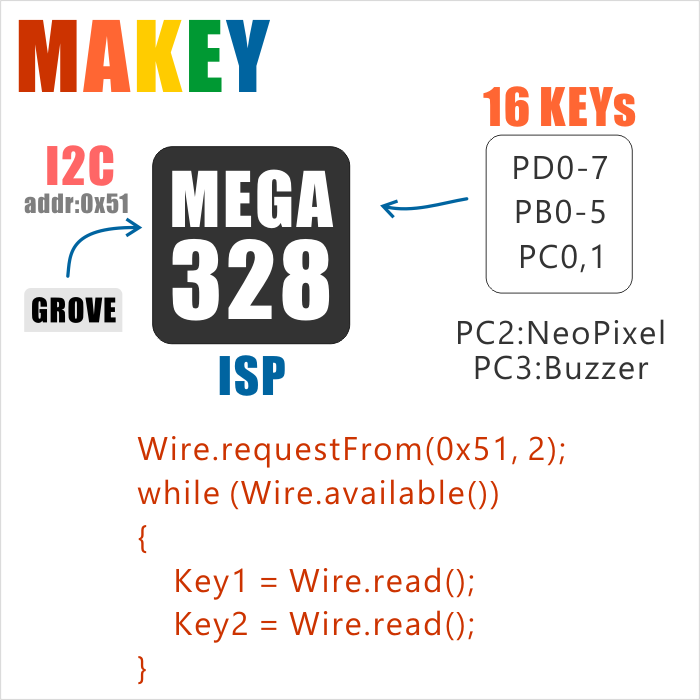 MAKEY
I2C
addr:0x51
GROVE
MEGA
328
ISP
16 KEYs
PD0-7
PB0-5
PC0,1
PC2:NeoPixel
PC3:Buzzer
Wire.requestFrom(0x51, 2);
while (Wire.available())
{
Key1 = Wire.read();
Key2 = Wire.read();
}